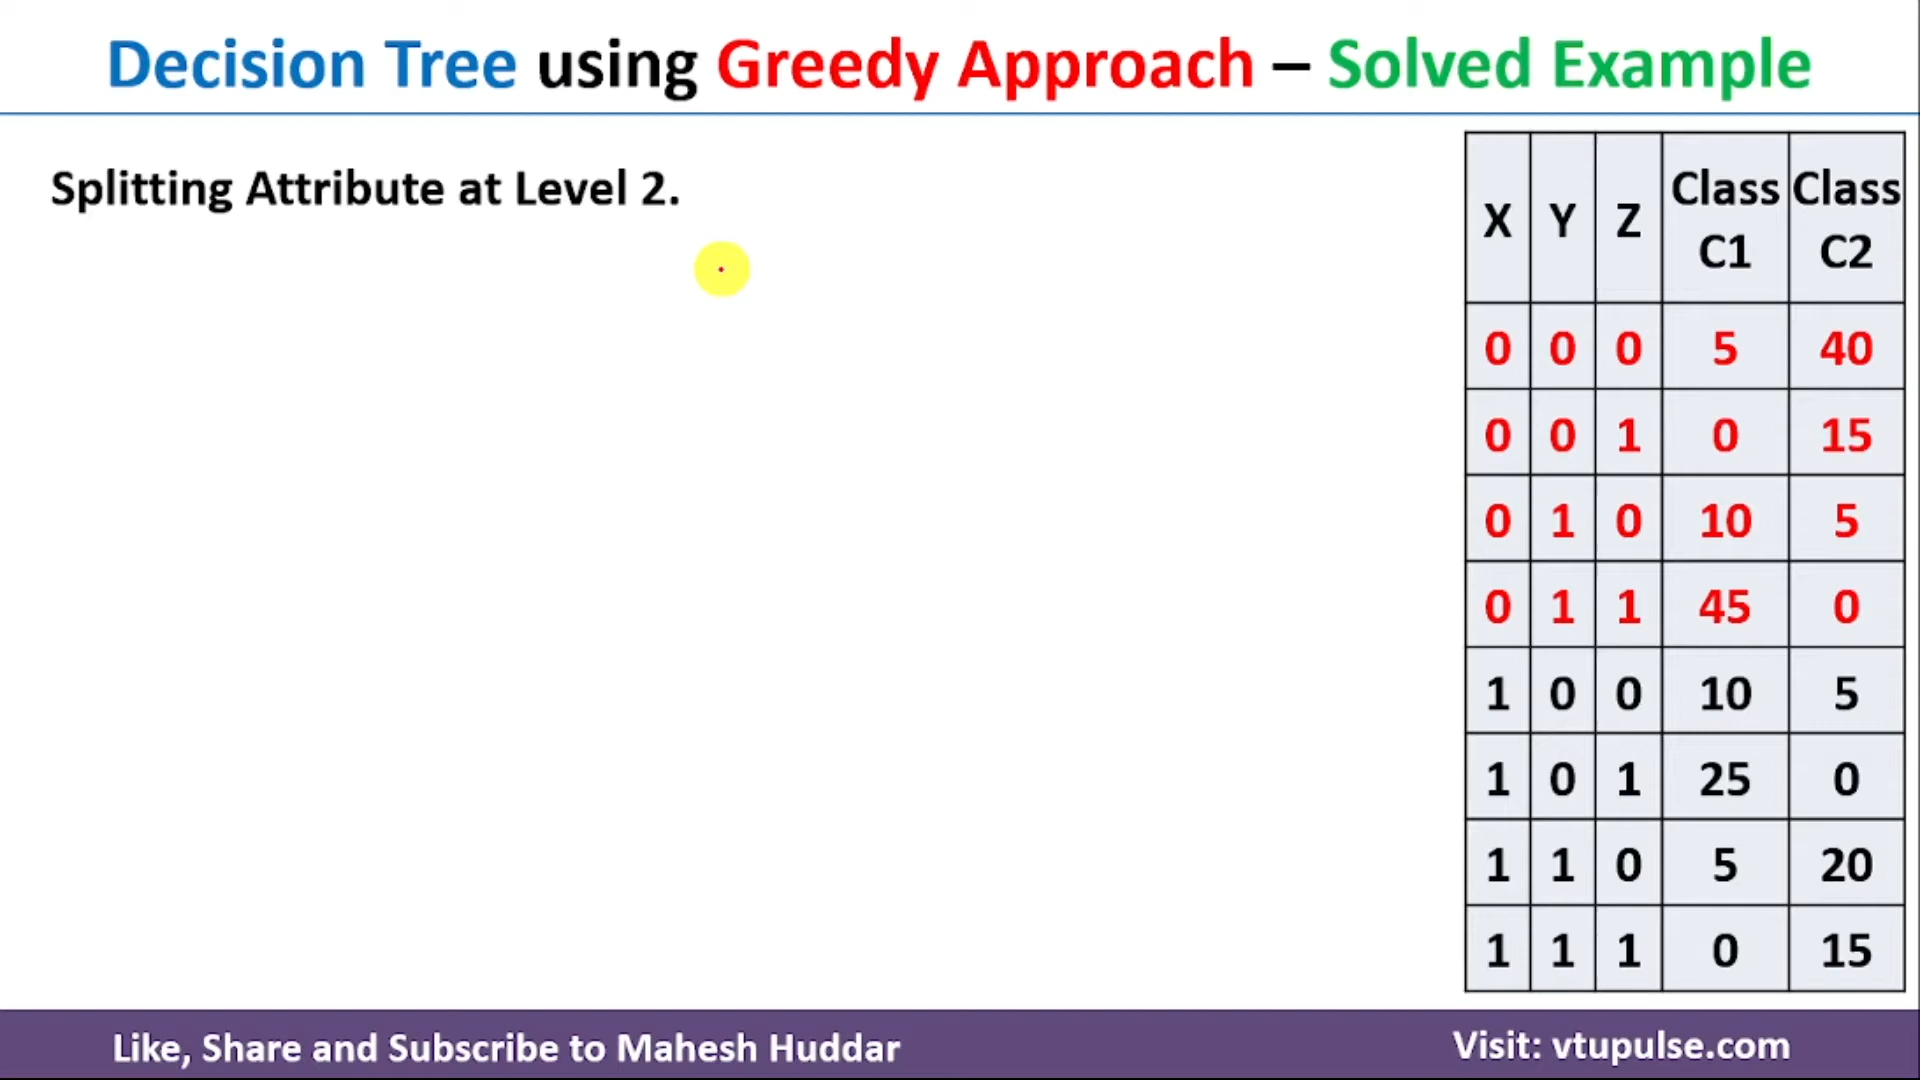 Decision Tree using Greedy Approach – Solved Example
Splitting Attribute at Level 2.
X Y Z Class C1 Class C2
0 0 0 5 40
0 0 1 0 15
0 1 0 10 5
0 1 1 45 0
1 0 0 10 5
1 0 1 25 0
1 1 0 5 20
1 1 1 0 15
Like, Share and Subscribe to Mahesh Huddar
Visit: vtupulse.com